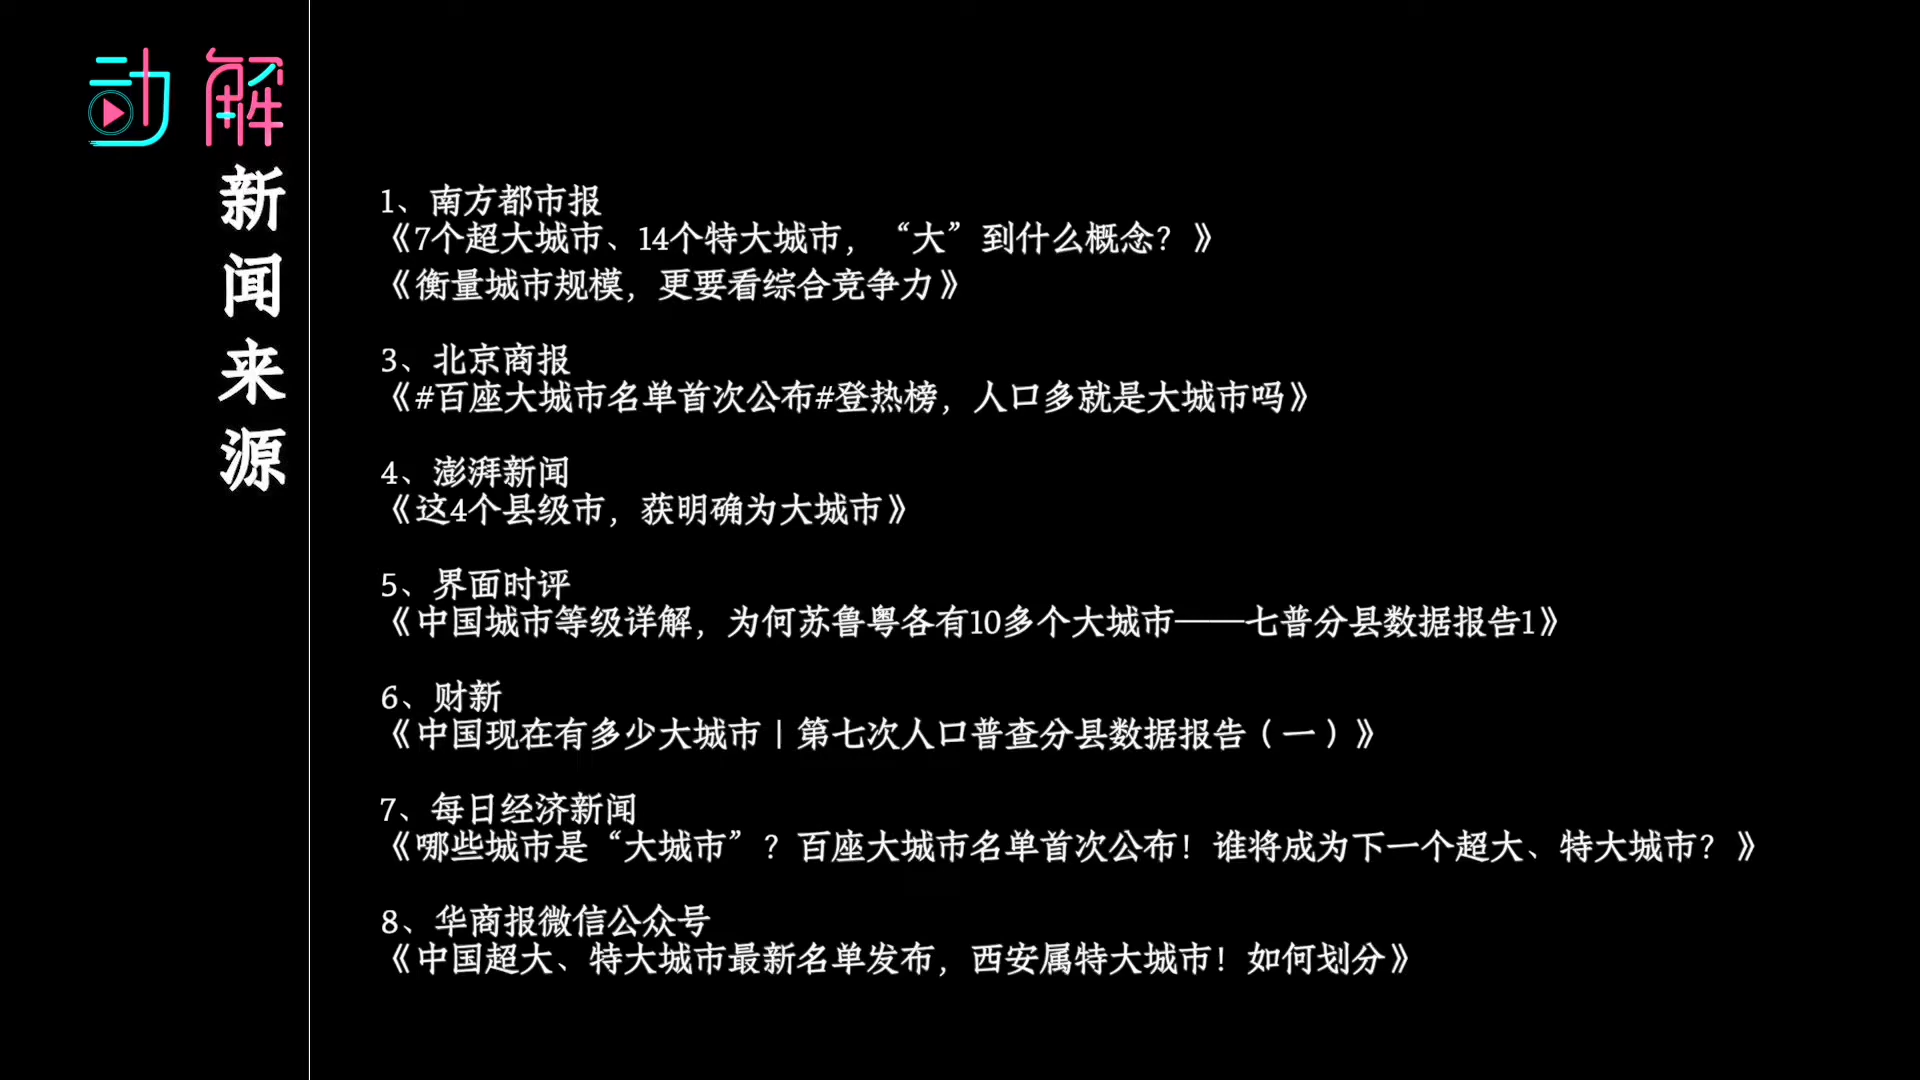 动解
新闻来源
1、南方都市报
《7个超大城市、14个特大城市，“大”到什么概念？》
《衡量城市规模，更要看综合竞争力》
3、北京商报
《#百座大城市名单首次公布#登热榜，人口多就是大城市吗》
4、澎湃新闻
《这4个县级市，获明确为大城市》
5、界面时评
《中国城市等级详解，为何苏鲁粤各有10多个大城市——七普分县数据报告1》
6、财新
《中国现在有多少大城市｜第七次人口普查分县数据报告（一）》
7、每日经济新闻
《哪些城市是“大城市”？百座大城市名单首次公布！谁将成为下一个超大、特大城市？》
8、华商报微信公众号
《中国超大、特大城市最新名单发布，西安属特大城市！如何划分》